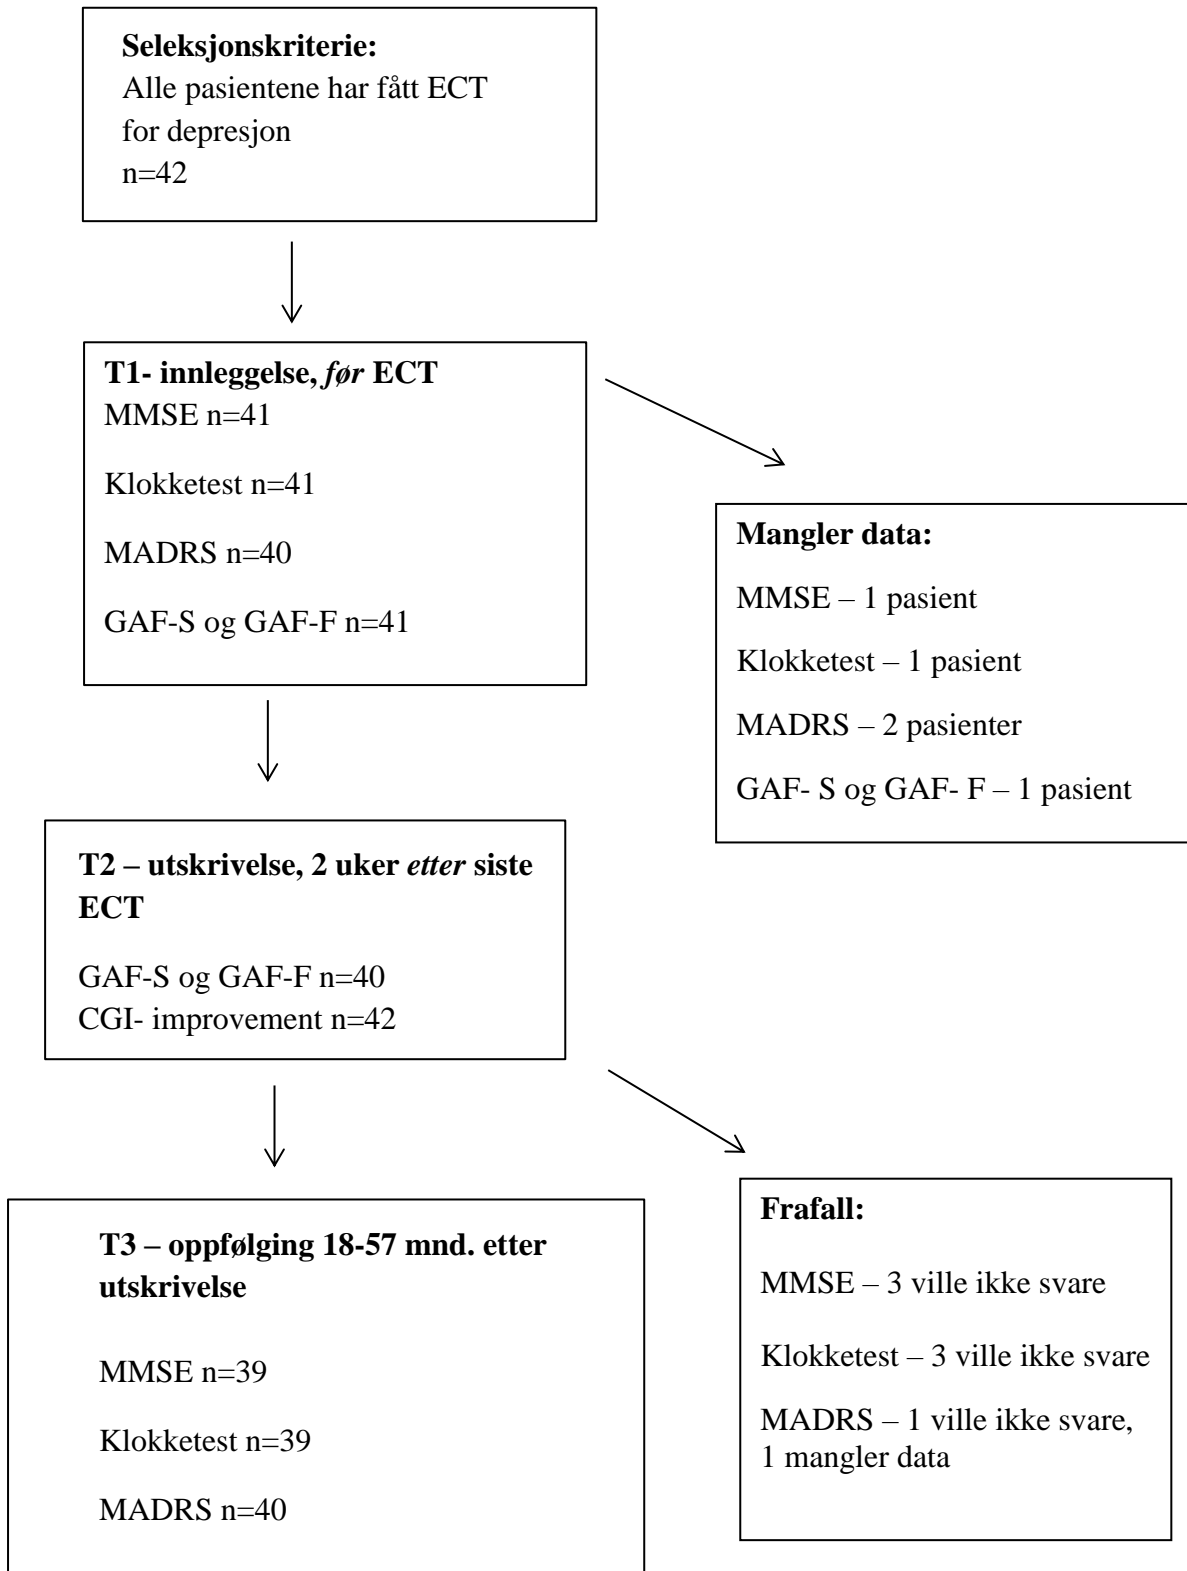 Seleksjonskriterie:
Alle pasientene har fått ECT
for depresjon
n=42
T1- innleggelse, før ECT
MMSE n=41
Klokketest n=41
MADRS n=40
GAF-S og GAF-F n=41
Mangler data:
MMSE – 1 pasient
Klokketest – 1 pasient
MADRS – 2 pasienter
GAF- S og GAF- F – 1 pasient
T2 – utskrivelse, 2 uker etter siste
ECT
GAF-S og GAF-F n=40
CGI- improvement n=42
Frafall:
MMSE – 3 ville ikke svare
Klokketest – 3 ville ikke svare
MADRS – 1 ville ikke svare,
1 mangler data
T3 – oppfølging 18-57 mnd. etter
utskrivelse
MMSE n=39
Klokketest n=39
MADRS n=40